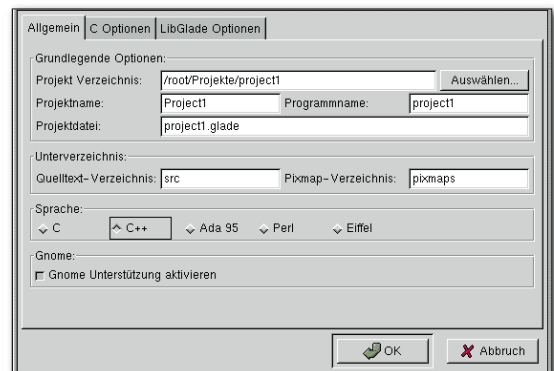 Allgemein C Optionen LibGlade Optionen
Grundlegende Optionen:
Projekt Verzeichnis: /root/Projekte/project1 Auswählen...
Projektname: Project1 Programmname: project1
Projektdatei: project1.glade
Unterverzeichnis:
Quelltext-Verzeichnis: src Pixmap-Verzeichnis: pixmaps
Sprache:
C C++ Ada 95 Perl Eiffel
Gnome:
Gnome Unterstützung aktivieren
OK Abbruch